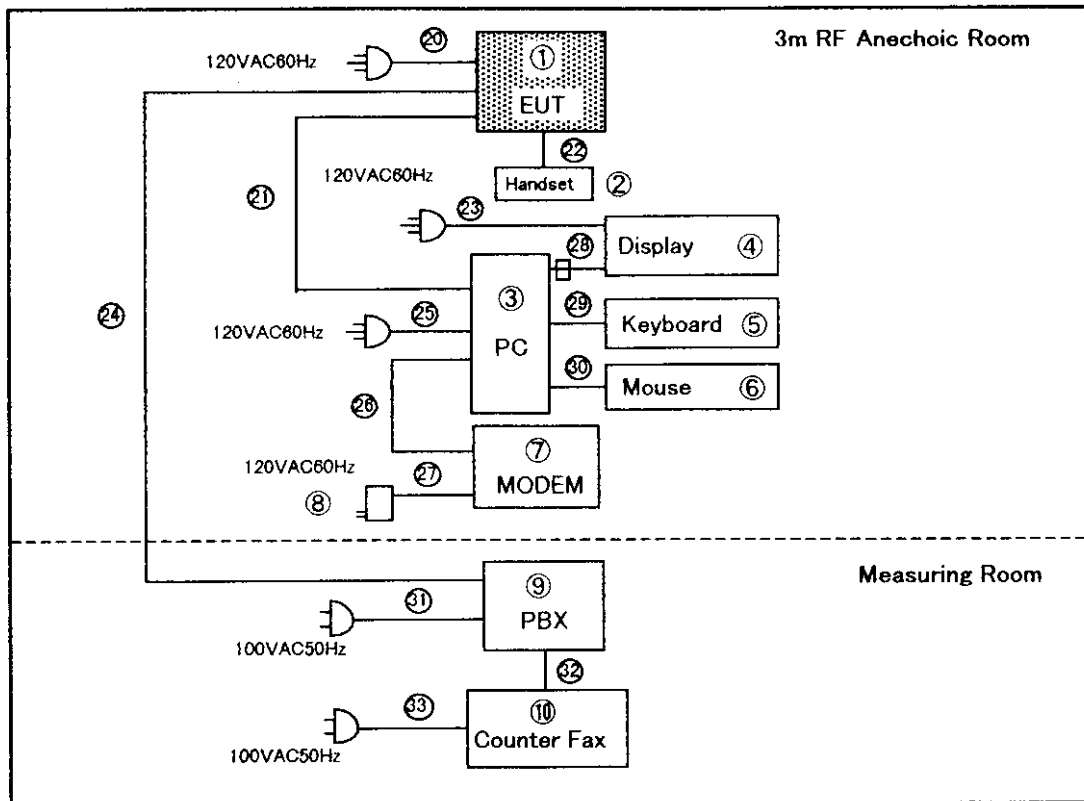 3m RF Anechoic Room
⑳
120VAC60Hz
①
EUT
㉒
Handset ②
120VAC60Hz
㉑
㉓
Display ④
㉘
③
PC
㉙
Keyboard ⑤
㉔
㉕
120VAC60Hz
㉚
Mouse ⑥
㉖
⑦
MODEM
120VAC60Hz
㉗
⑧
Measuring Room
⑨
PBX
㉛
100VAC50Hz
㉜
⑩
Counter Fax
㉝
100VAC50Hz